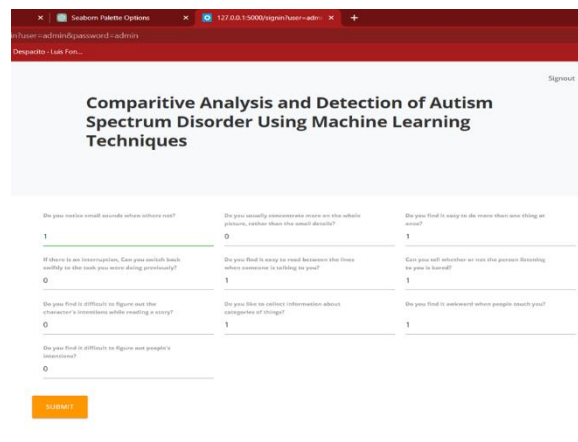 Seaborn Palette Options
127.0.0.1:5000/signin?user=adm
in?user=admin&password=admin
Despacito - Luis Fon...
Signout
Comparitive Analysis and Detection of Autism
Spectrum Disorder Using Machine Learning
Techniques
Do you notice small sounds when others not?
1
Do you usually concentrate more on the whole
picture, rather than the small details?
0
Do you find it easy to do more than one thing at
once?
1
If there is an interruption, Can you switch back
swiftly to the task you were doing previously?
0
Do you find it easy to read between the lines
when someone is talking to you?
1
Can you tell whether or not the person listening
to you is bored?
1
Do you find it difficult to figure out the
character's intentions while reading a story?
0
Do you like to collect information about
categories of things?
1
Do you find it awkward when people touch you?
1
Do you find it difficult to figure out people's
intentions?
0
SUBMIT